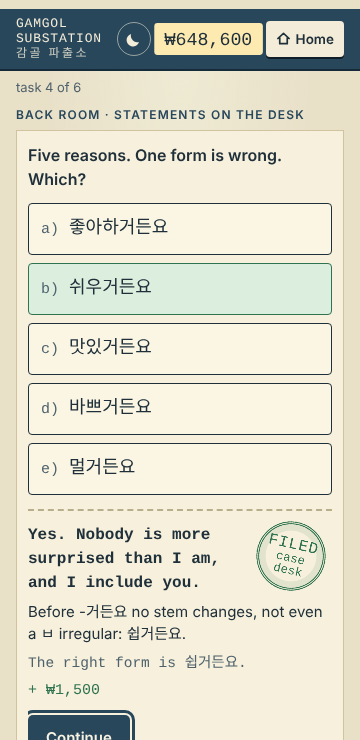 GAMGOL
SUBSTATION
감골 파출소
₩648,600
Home
task 4 of 6
BACK ROOM · STATEMENTS ON THE DESK
Five reasons. One form is wrong.
Which?
a) 좋아하거든요
b) 쉬우거든요
c) 맛있거든요
d) 바쁘거든요
e) 멀거든요
Yes. Nobody is more
surprised than I am,
and I include you.
FILED
case
desk
Before -거든요 no stem changes, not even
a ㅂ irregular: 쉽거든요.
The right form is 쉽거든요.
+ ₩1,500
Continue